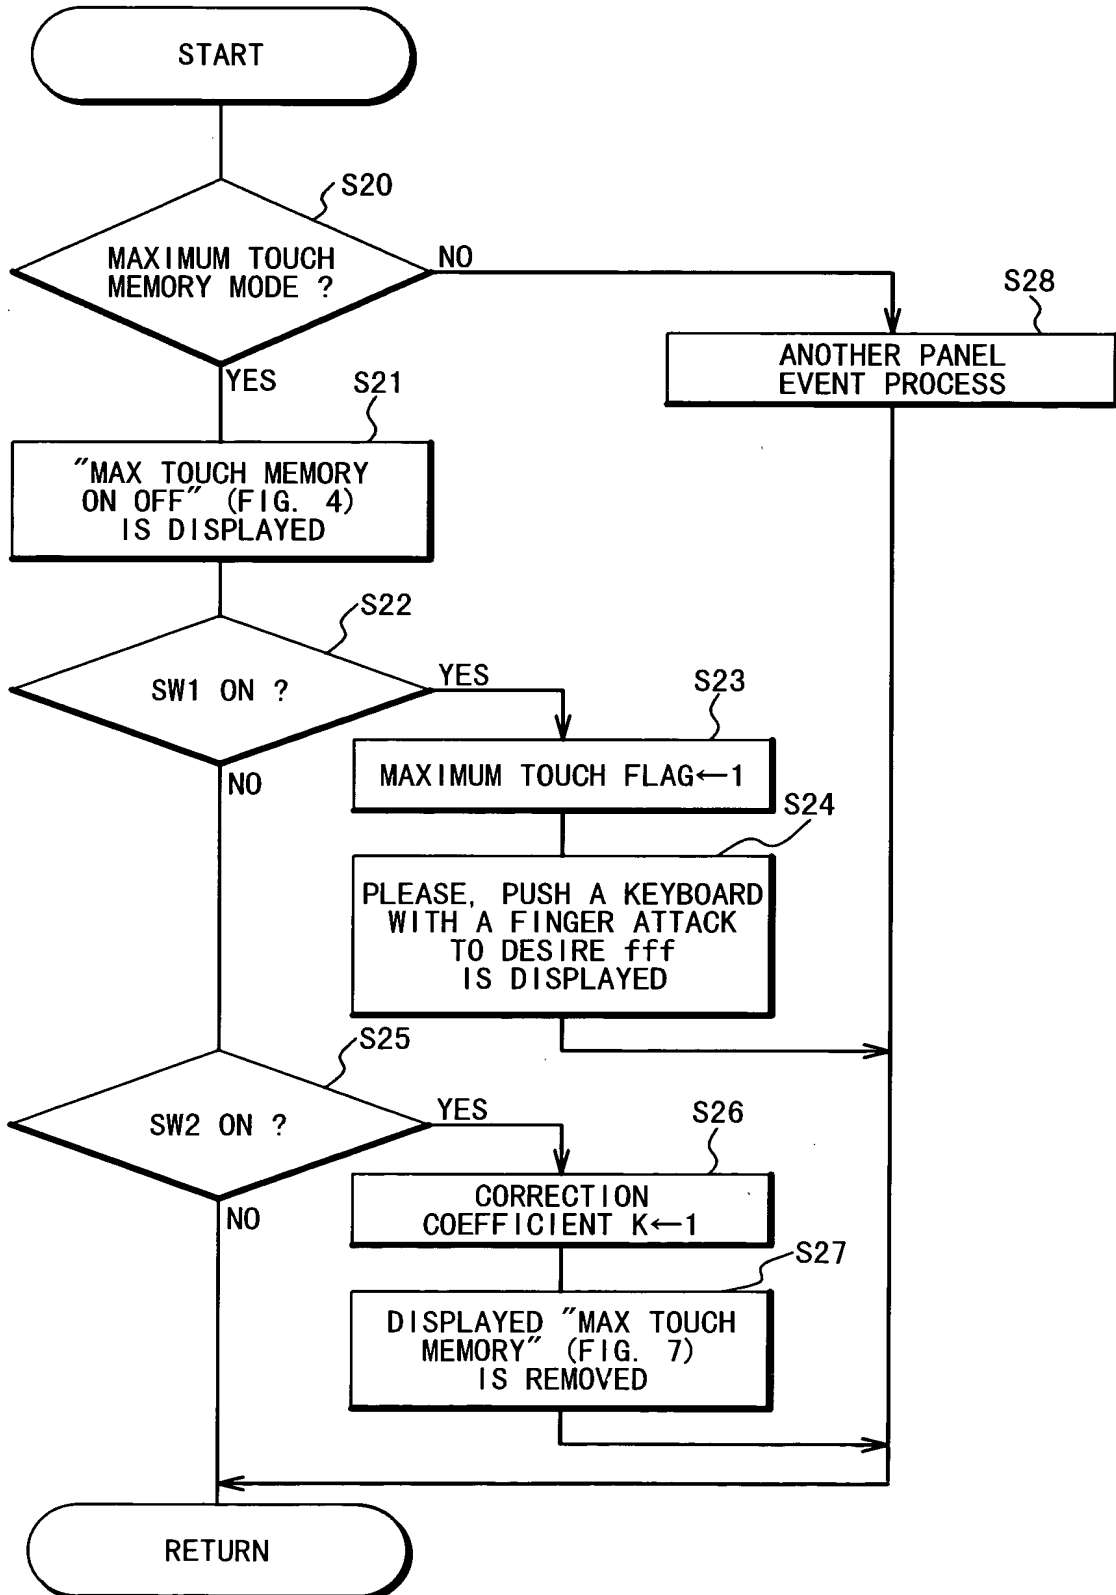 START
S20
MAXIMUM TOUCH
MEMORY MODE ?
NO
S28
ANOTHER PANEL
EVENT PROCESS
YES
S21
"MAX TOUCH MEMORY
ON OFF" (FIG. 4)
IS DISPLAYED
S22
SW1 ON ?
YES
S23
MAXIMUM TOUCH FLAG←1
NO
S24
PLEASE, PUSH A KEYBOARD
WITH A FINGER ATTACK
TO DESIRE fff
IS DISPLAYED
S25
SW2 ON ?
YES
S26
CORRECTION
COEFFICIENT K←1
NO
S27
DISPLAYED "MAX TOUCH
MEMORY" (FIG. 7)
IS REMOVED
RETURN